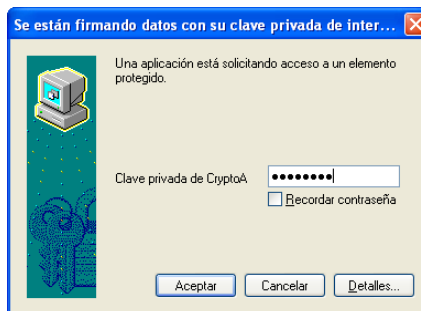 Se están firmando datos con su clave privada de inter...
Una aplicación está solicitando acceso a un elemento
protegido.
Clave privada de CryptoA
●●●●●●●●
Recordar contraseña
Aceptar
Cancelar
Detalles...